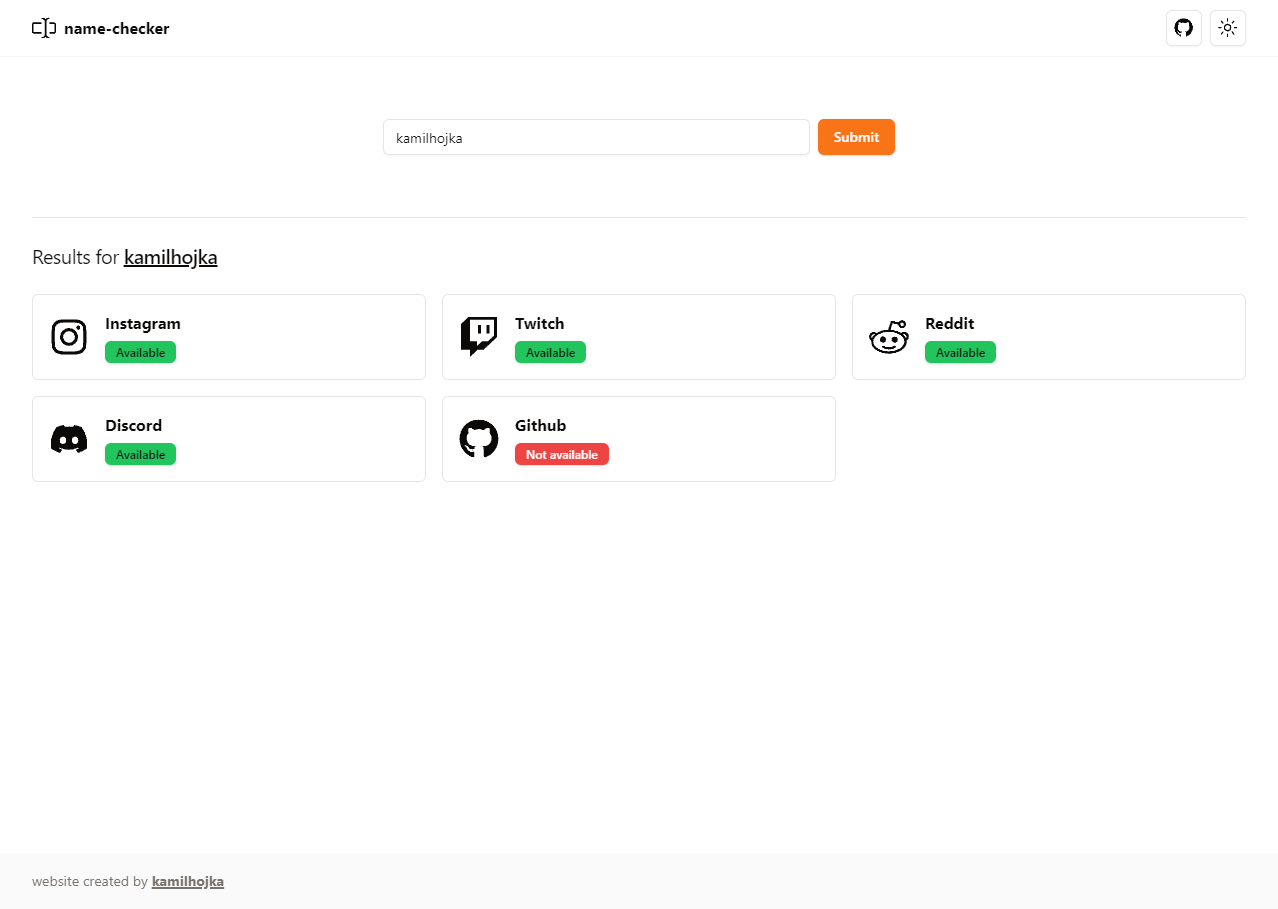 name-checker
kamilhojka
Submit
Results for kamilhojka
Instagram
Available
Twitch
Available
Reddit
Available
Discord
Available
Github
Not available
website created by kamilhojka